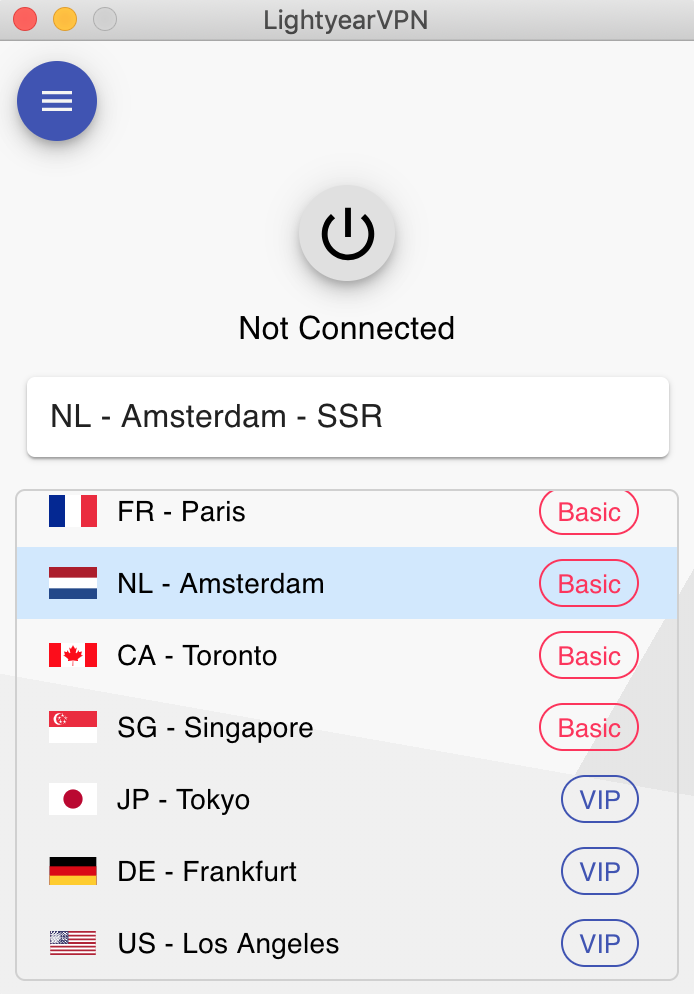 LightyearVPN
Not Connected
NL - Amsterdam - SSR
FR - Paris Basic
NL - Amsterdam Basic
CA - Toronto Basic
SG - Singapore Basic
JP - Tokyo VIP
DE - Frankfurt VIP
US - Los Angeles VIP